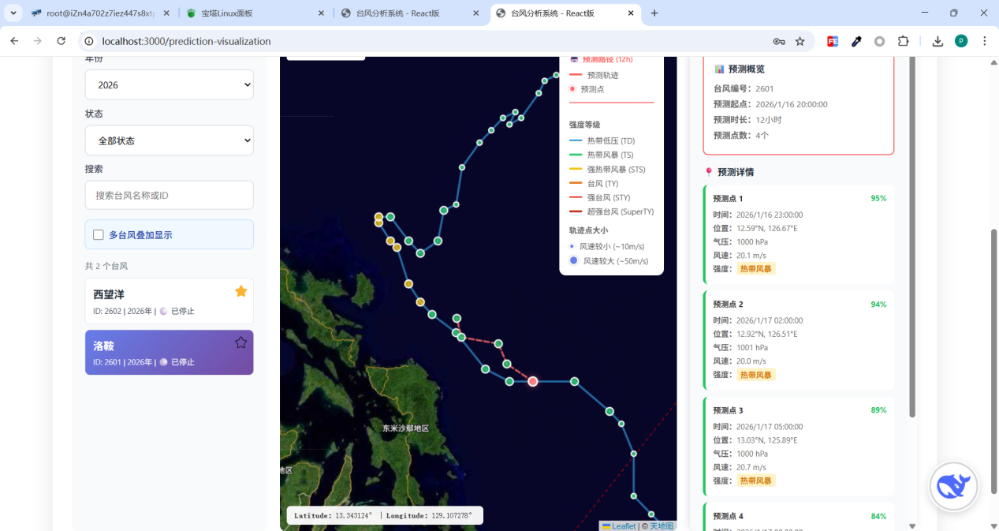 root@iZn4a702z7iez447s8xt
宝塔Linux面板
台风分析系统 - React版
台风分析系统 - React版
localhost:3000/prediction-visualization
年份
2026
状态
全部状态
搜索
搜索台风名称或ID
多台风叠加显示
共 2 个台风
西望洋
ID: 2602 | 2026年 | 已停止
洛鞍
ID: 2601 | 2026年 | 已停止
预测路径 (12h)
预测轨迹
预测点
强度等级
热带低压 (TD)
热带风暴 (TS)
强热带风暴 (STS)
台风 (TY)
强台风 (STY)
超强台风 (SuperTY)
轨迹点大小
风速较小 (~10m/s)
风速较大 (~50m/s)
东米沙鄢地区
地区
Latitude: 13.343124° | Longitude: 129.107278°
Leaflet | © 天地图
预测概览
台风编号: 2601
预测起点: 2026/1/16 20:00:00
预测时长: 12小时
预测点数: 4个
预测详情
预测点 1 95%
时间: 2026/1/16 23:00:00
位置: 12.59°N, 126.67°E
气压: 1000 hPa
风速: 20.1 m/s
强度: 热带风暴
预测点 2 94%
时间: 2026/1/17 02:00:00
位置: 12.92°N, 126.51°E
气压: 1001 hPa
风速: 20.0 m/s
强度: 热带风暴
预测点 3 89%
时间: 2026/1/17 05:00:00
位置: 13.03°N, 125.89°E
气压: 1000 hPa
风速: 20.7 m/s
强度: 热带风暴
预测点 4 84%